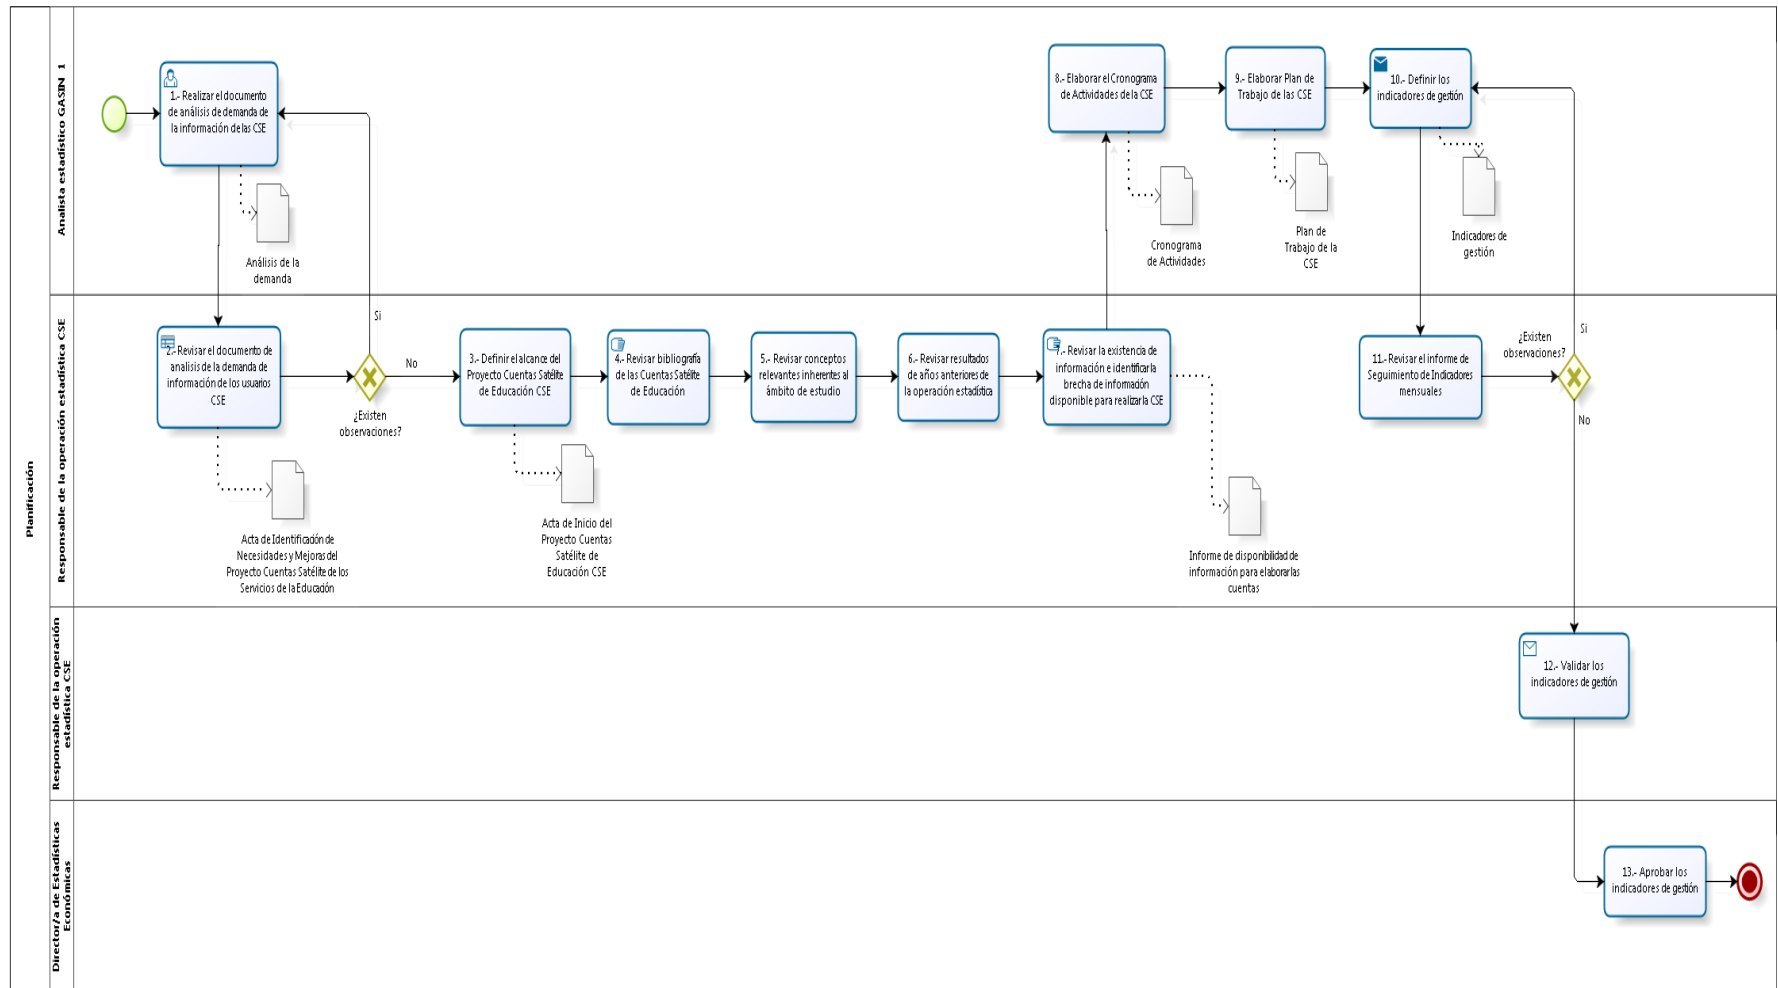 Planificación
Analista estadístico GASIN 1
1.- Realizar el documento
de análisis de demanda de
la información de las CSE
Análisis de la
demanda
8.- Elaborar el Cronograma
de Actividades de la CSE
Cronograma
de Actividades
9.- Elaborar Plan de
Trabajo de las CSE
Plan de
Trabajo de la
CSE
10.- Definir los
indicadores de gestión
Indicadores de
gestión
Responsable de la operación estadística CSE
2.- Revisar el documento de
analisis de la demanda de
información de los usuarios
CSE
Acta de Identificación de
Necesidades y Mejoras del
Proyecto Cuentas Satélite de los
Servicios de la Educación
Si
No
¿Existen
observaciones?
3.- Definir el alcance del
Proyecto Cuentas Satélite
de Educación CSE
Acta de Inicio del
Proyecto Cuentas
Satélite de
Educación CSE
4.- Revisar bibliografía
de las Cuentas Satélite
de Educación
5.- Revisar conceptos
relevantes inherentes al
ámbito de estudio
6.- Revisar resultados
de años anteriores de
la operación estadística
7.- Revisar la existencia de
información e identificar la
brecha de información
disponible para realizar la CSE
Informe de disponibilidad de
información para elaborar las
cuentas
11.- Revisar el informe de
Seguimiento de Indicadores
mensuales
¿Existen
observaciones?
Si
No
Responsable de la operación
estadística CSE
12.- Validar los
indicadores de gestión
Director/a de Estadísticas
Económicas
13.- Aprobar los
indicadores de gestión